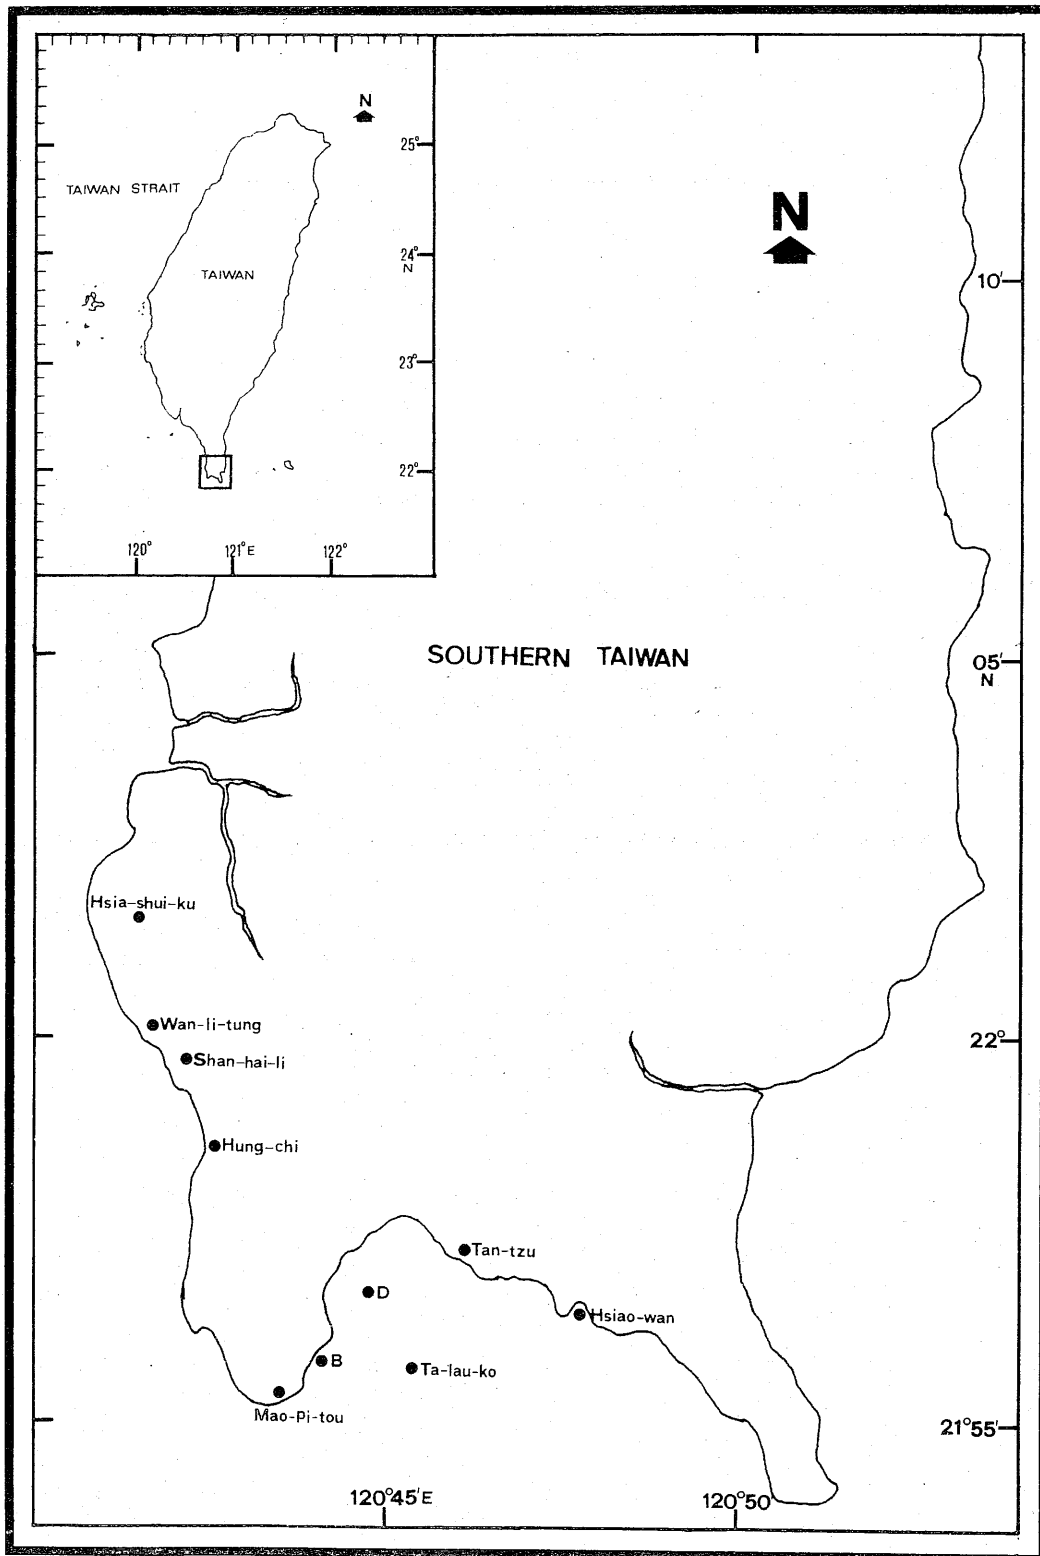 N
25°
TAIWAN STRAIT
24°
N
TAIWAN
23°
22°
120°
121°E
122°
N
10'
SOUTHERN TAIWAN
05'
N
Hsia-shui-ku
Wan-li-tung
22°
Shan-hai-li
Hung-chi
Tan-tzu
D
Hsiao-wan
B
Ta-lau-ko
Mao-Pi-tou
21°55'
120°45'E
120°50'